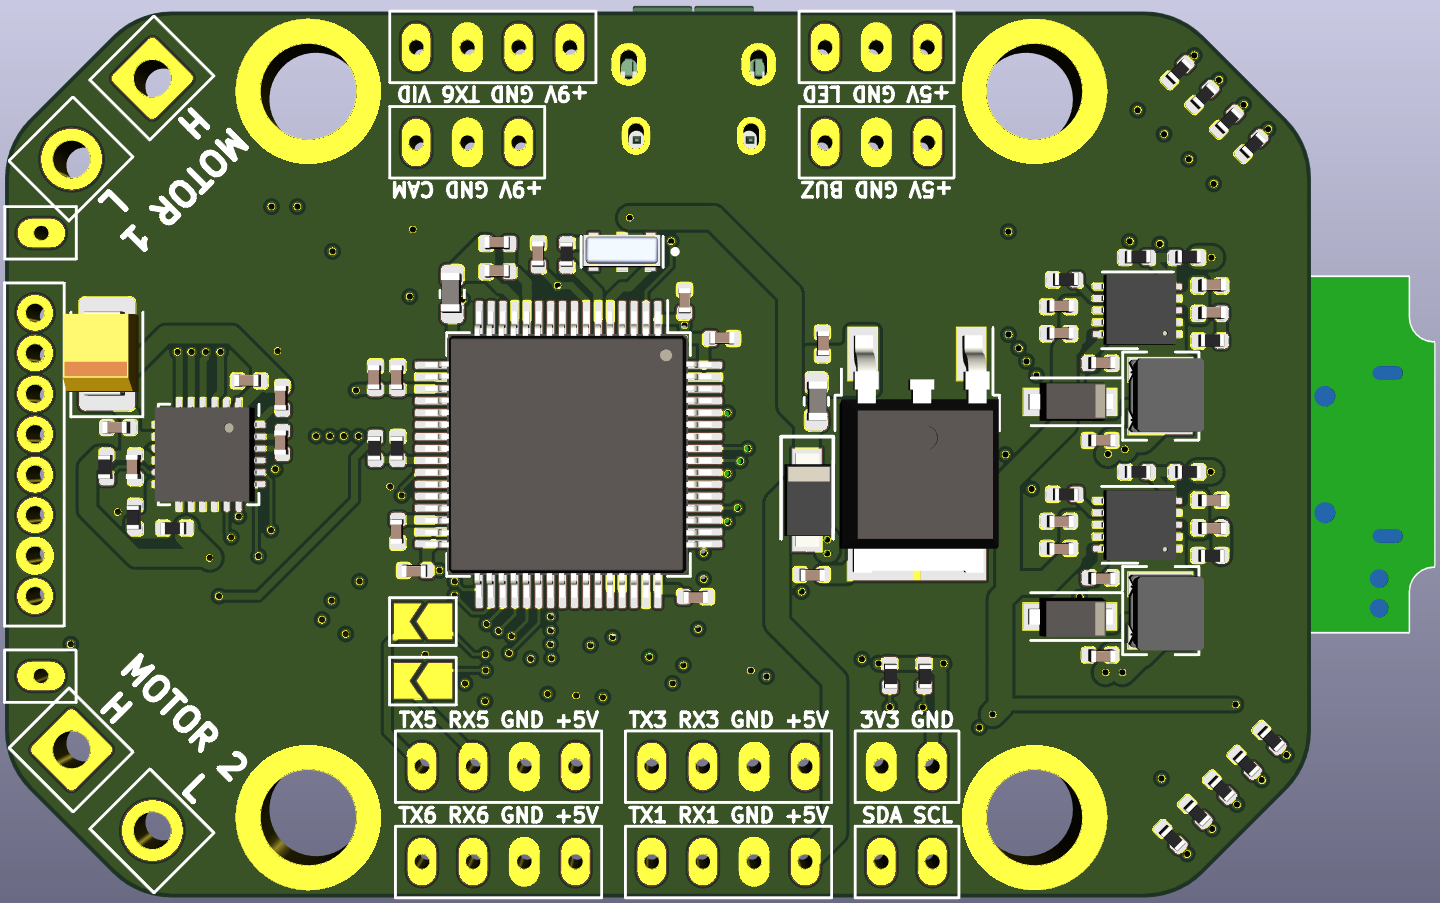 +9V GND TX6 VID
+5V GND LED
+9V GND CAM
+5V GND BUZ
H
MOTOR 1
L
MOTOR 2
H
L
TX5 RX5 GND +5V
TX3 RX3 GND +5V
3V3 GND
TX6 RX6 GND +5V
TX1 RX1 GND +5V
SDA SCL